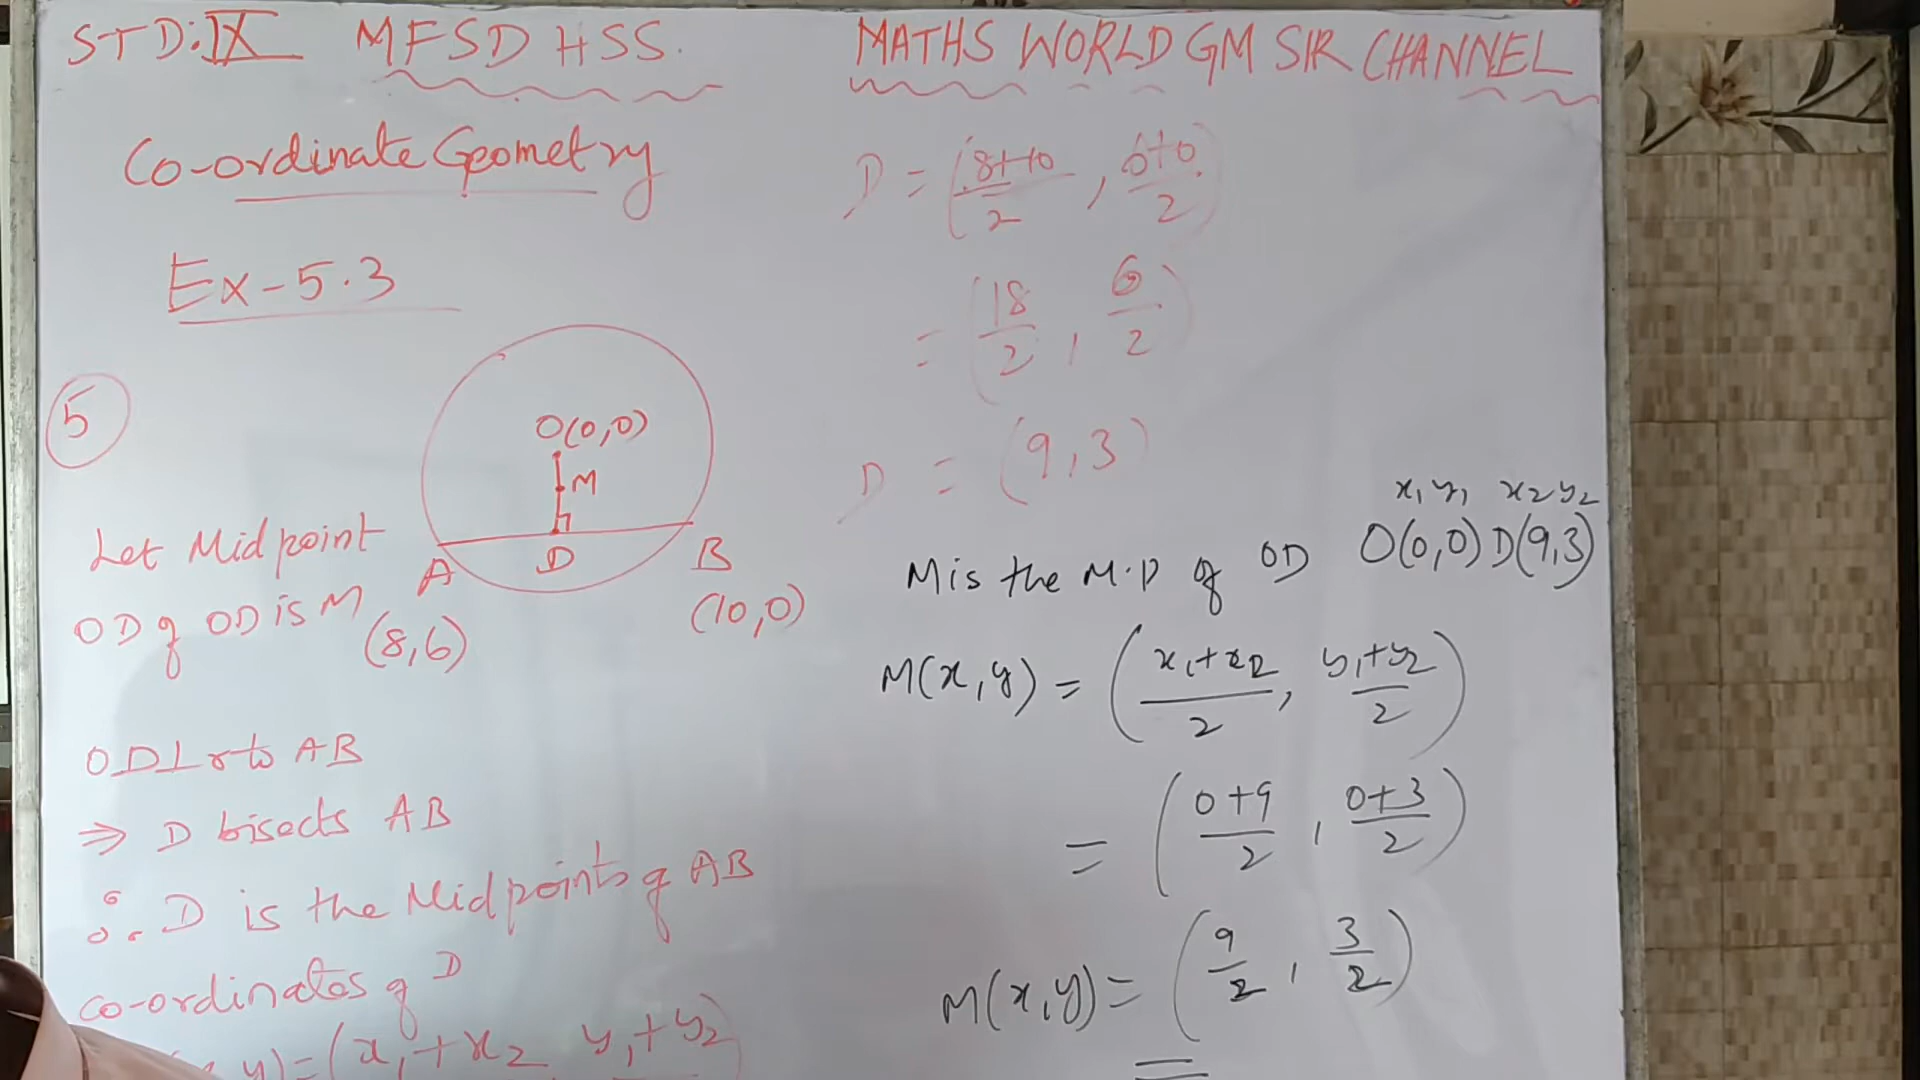 STD:IX MFSD HSS.
MATHS WORLD GM SIR CHANNEL
Co-ordinate Geometry
Ex-5.3
5
O(0,0)
M
A D B
(8,6) (10,0)
Let Midpoint
OD of OD is M
OD⊥r to AB
⇒ D bisects AB
∴ D is the Midpoints of AB
co-ordinates of D
y)=(x₁+x₂ y₁+y₂)
D = (8+10/2, 6+0/2)
= (18/2, 6/2)
D = (9,3)
x₁ y₁ x₂ y₂
M is the M.P of OD O(0,0) D(9,3)
M(x,y) = (x₁+x₂/2, y₁+y₂/2)
= (0+9/2, 0+3/2)
M(x,y) = (9/2, 3/2)